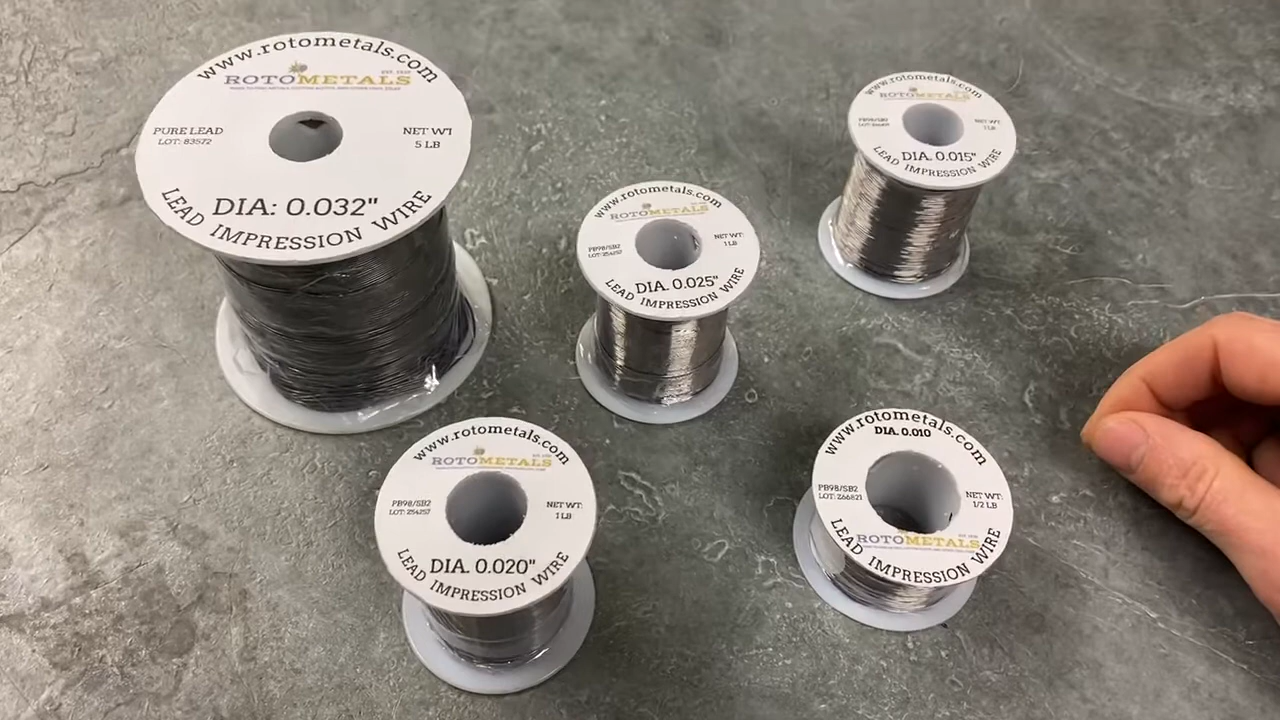 www.rotometals.com
EST. 1939
ROTOMETALS
PURE LEAD
LOT: 83572
NET WT
5 LB
DIA: 0.032"
LEAD IMPRESSION WIRE
www.rotometals.com
ROTOMETALS
PB98/SB2
LOT: 254257
NET WT:
1 LB
DIA. 0.025"
LEAD IMPRESSION WIRE
www.rotometals.com
ROTOMETALS
PB98/SB2
NET WT:
1 LB
DIA. 0.015"
LEAD IMPRESSION WIRE
www.rotometals.com
ROTOMETALS
PB98/SB2
LOT: 254257
NET WT:
1 LB
DIA. 0.020"
LEAD IMPRESSION WIRE
www.rotometals.com
DIA. 0.010
PB98/SB2
LOT: 266821
NET WT:
1/2 LB
ROTOMETALS
LEAD IMPRESSION WIRE